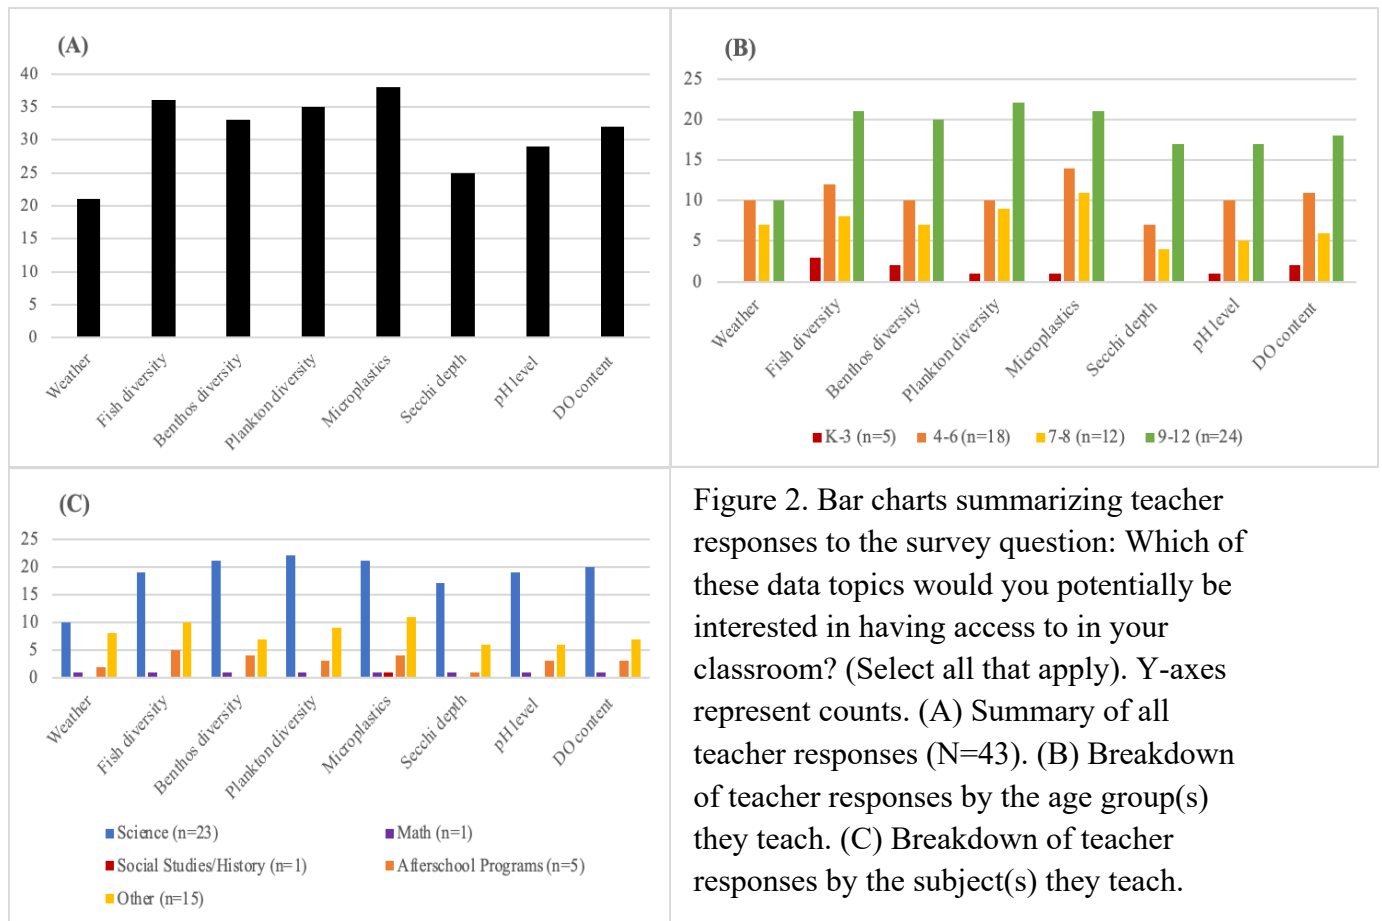 (A)
40
35
30
25
20
15
10
5
0
Weather
Fish diversity
Benthos diversity
Plankton diversity
Microplastics
Secchi depth
pH level
DO content
(B)
25
20
15
10
5
0
Weather
Fish diversity
Benthos diversity
Plankton diversity
Microplastics
Secchi depth
pH level
DO content
K-3 (n=5) 4-6 (n=18) 7-8 (n=12) 9-12 (n=24)
(C)
25
20
15
10
5
0
Weather
Fish diversity
Benthos diversity
Plankton diversity
Microplastics
Secchi depth
pH level
DO content
Science (n=23) Math (n=1)
Social Studies/History (n=1) Afterschool Programs (n=5)
Other (n=15)
Figure 2. Bar charts summarizing teacher
responses to the survey question: Which of
these data topics would you potentially be
interested in having access to in your
classroom? (Select all that apply). Y-axes
represent counts. (A) Summary of all
teacher responses (N=43). (B) Breakdown
of teacher responses by the age group(s)
they teach. (C) Breakdown of teacher
responses by the subject(s) they teach.